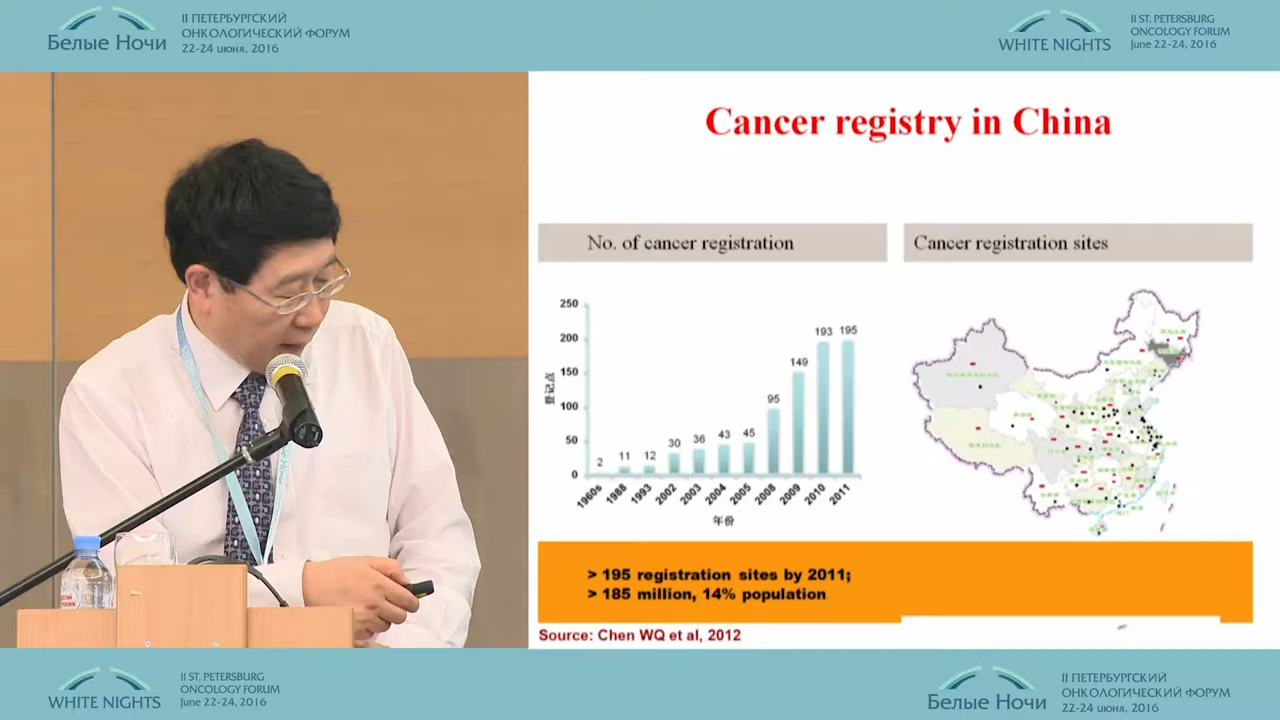 II ПЕТЕРБУРГСКИЙ
ОНКОЛОГИЧЕСКИЙ ФОРУМ
22-24 июня, 2016
Белые Ночи
II ST. PETERSBURG
ONCOLOGY FORUM
June 22-24, 2016
WHITE NIGHTS
Cancer registry in China
No. of cancer registration
Cancer registration sites
250
200
150
100
50
0
登记点
2
11
12
30
36
43
45
95
149
193
195
1960s
1988
1993
2002
2003
2004
2005
2008
2009
2010
2011
年份
> 195 registration sites by 2011;
> 185 million, 14% population
Source: Chen WQ et al, 2012
II ST. PETERSBURG
ONCOLOGY FORUM
June 22-24, 2016
WHITE NIGHTS
II ПЕТЕРБУРГСКИЙ
ОНКОЛОГИЧЕСКИЙ ФОРУМ
22-24 июня, 2016
Белые Ночи